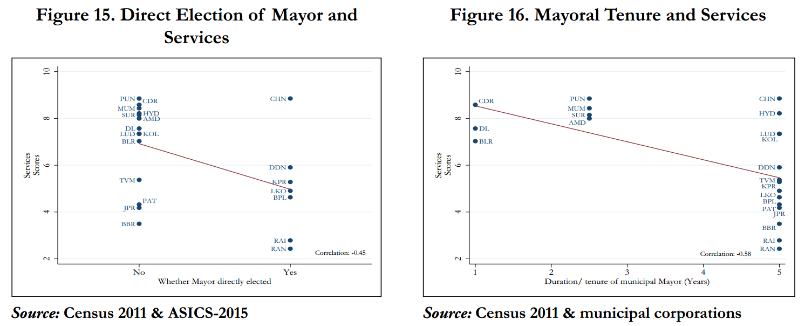 Figure 15. Direct Election of Mayor and
Services
Services
Scores
10
8
6
4
2
PUN
CDR
MUM
SUR
HYD
AMD
DL
LUD
KOL
BLR
TVM
PAT
JPR
BBR
CHN
DDN
KPR
LKO
BPL
RAI
RAN
Correlation: -0.45
No
Yes
Whether Mayor directly elected
Source: Census 2011 & ASICS-2015
Figure 16. Mayoral Tenure and Services
Services
Scores
10
8
6
4
2
CDR
DL
BLR
PUN
MUM
SUR
AMD
CHN
HYD
LUD
KOL
DDN
TVM
KPR
LKO
BPL
PAT
JPR
BBR
RAI
RAN
Correlation: -0.58
1
2
3
4
5
Duration/ tenure of municipal Mayor (Years)
Source: Census 2011 & municipal corporations